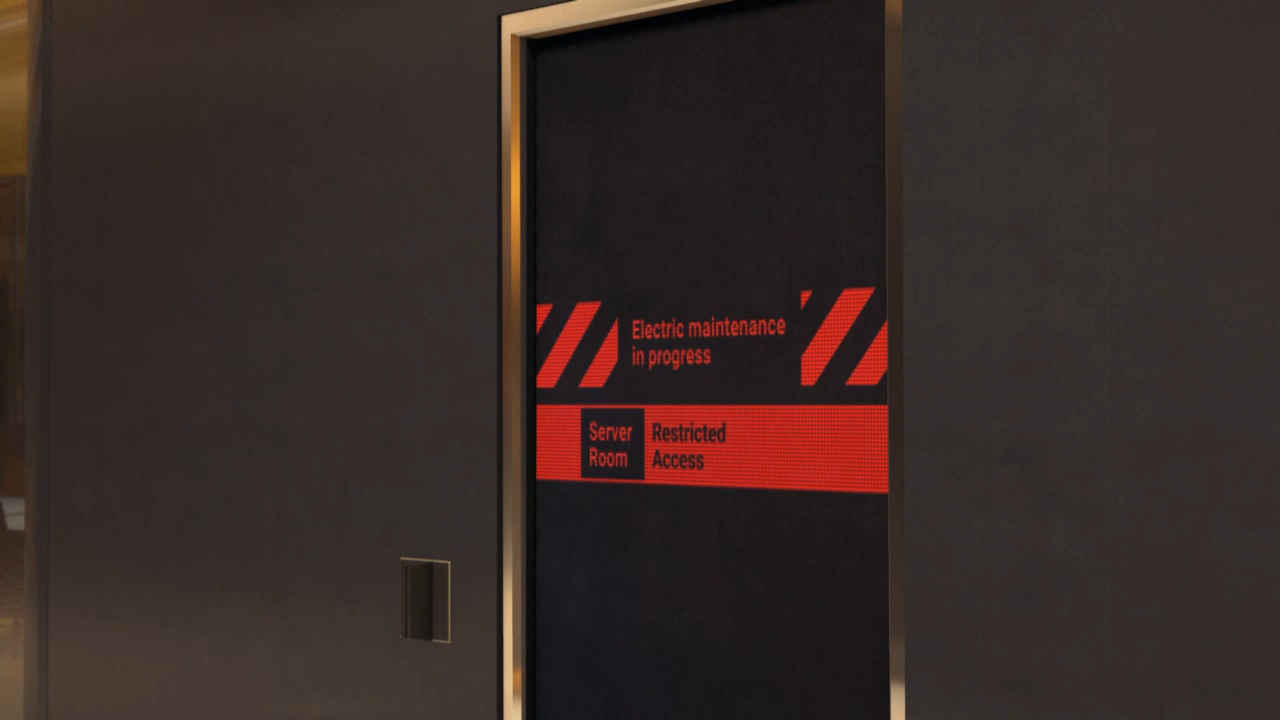 Electric maintenance
in progress
Server
Room
Restricted
Access